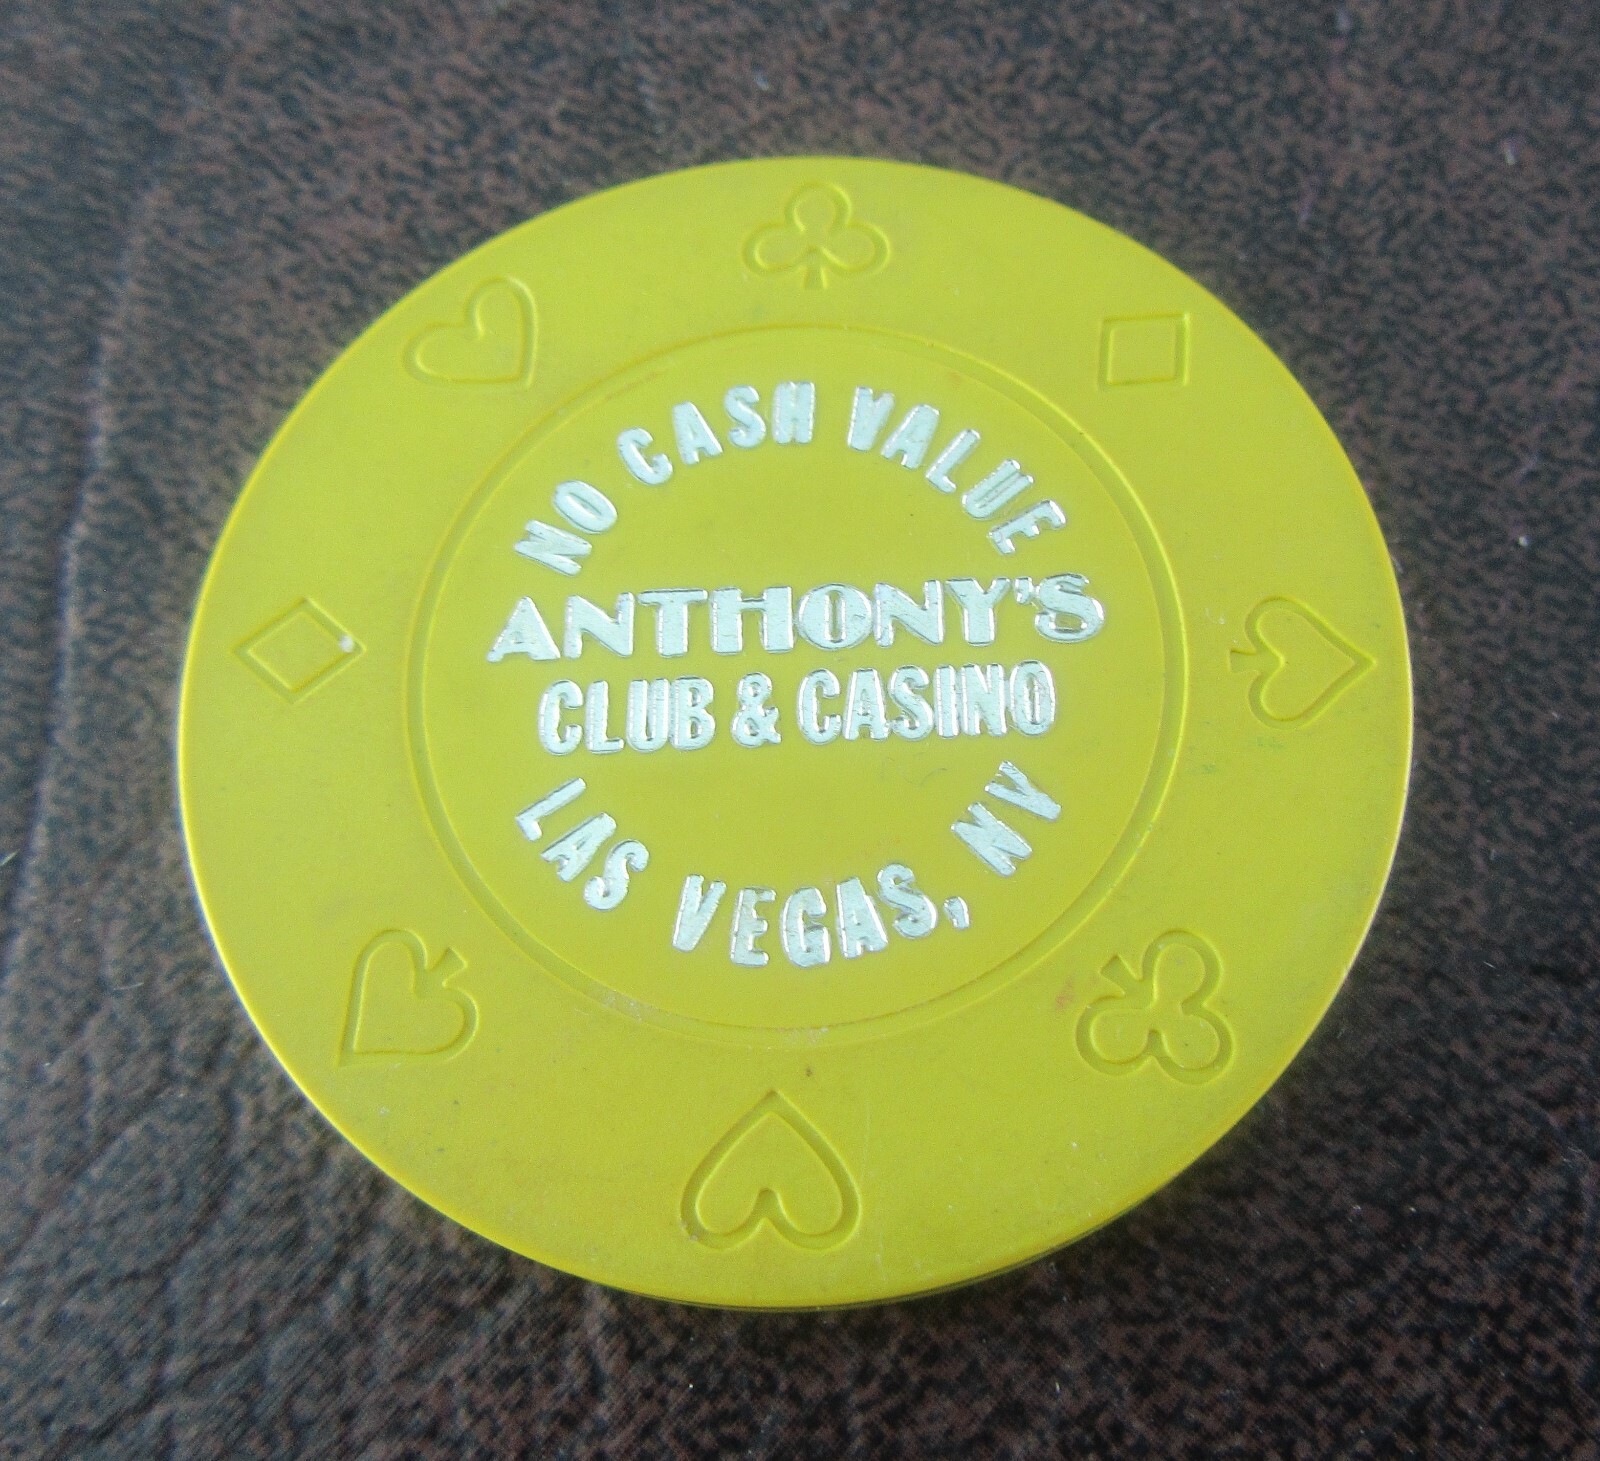 NO CASH VALUE
ANTHONY'S
CLUB & CASINO
LAS VEGAS, NV